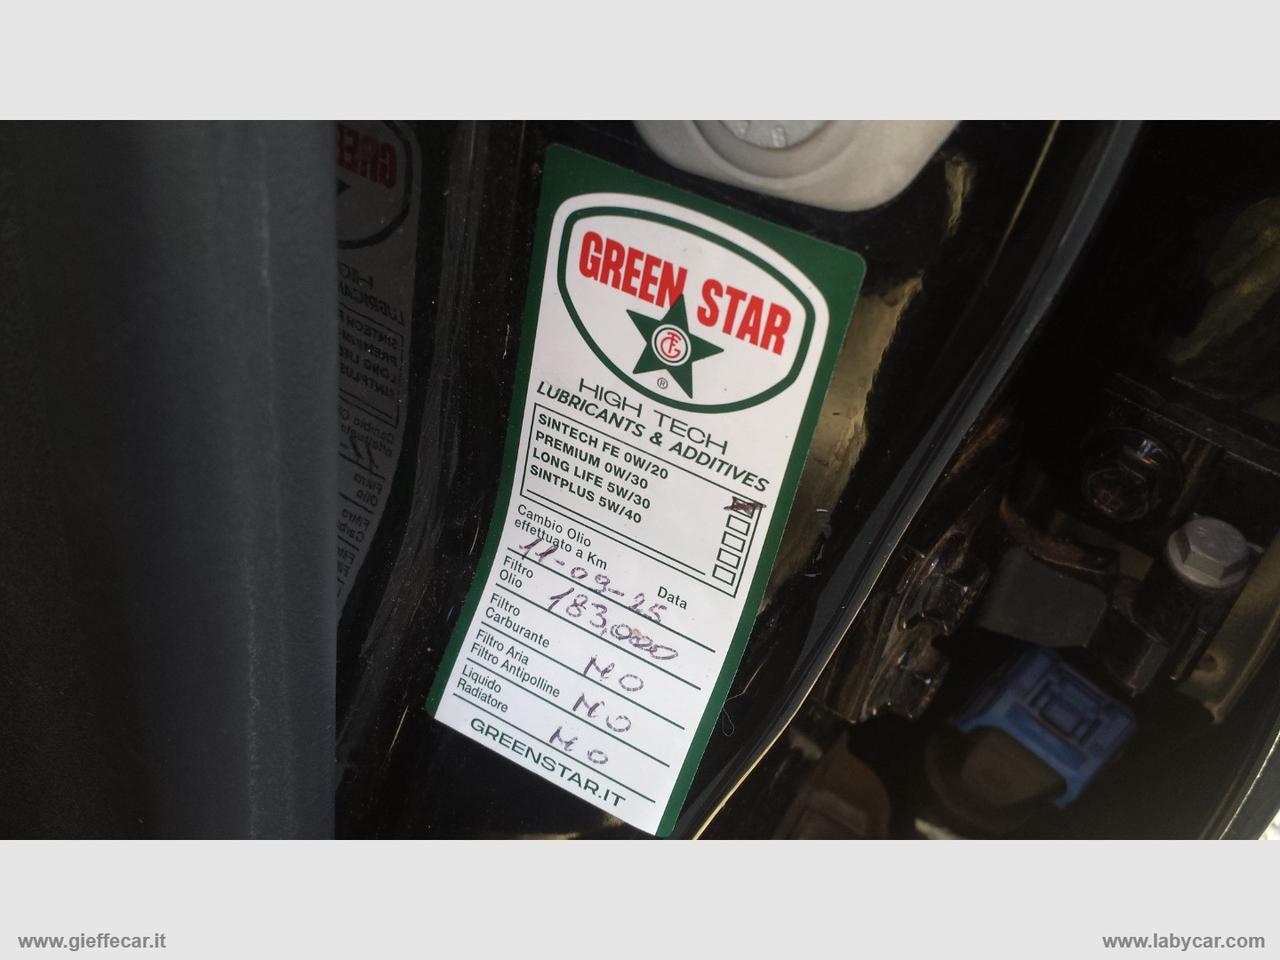 GREEN STAR
TFG
®
HIGH TECH
LUBRICANTS & ADDITIVES
SINTECH FE 0W/20
PREMIUM 0W/30
LONG LIFE 5W/30
SINTPLUS 5W/40
Cambio Olio
effettuato a Km
Data
11-09-25
Filtro
Olio
183,000
Filtro
Carburante
NO
Filtro Aria
Filtro Antipolline
NO
Liquido
Radiatore
NO
GREENSTAR.IT
www.gieffecar.it
www.labycar.com